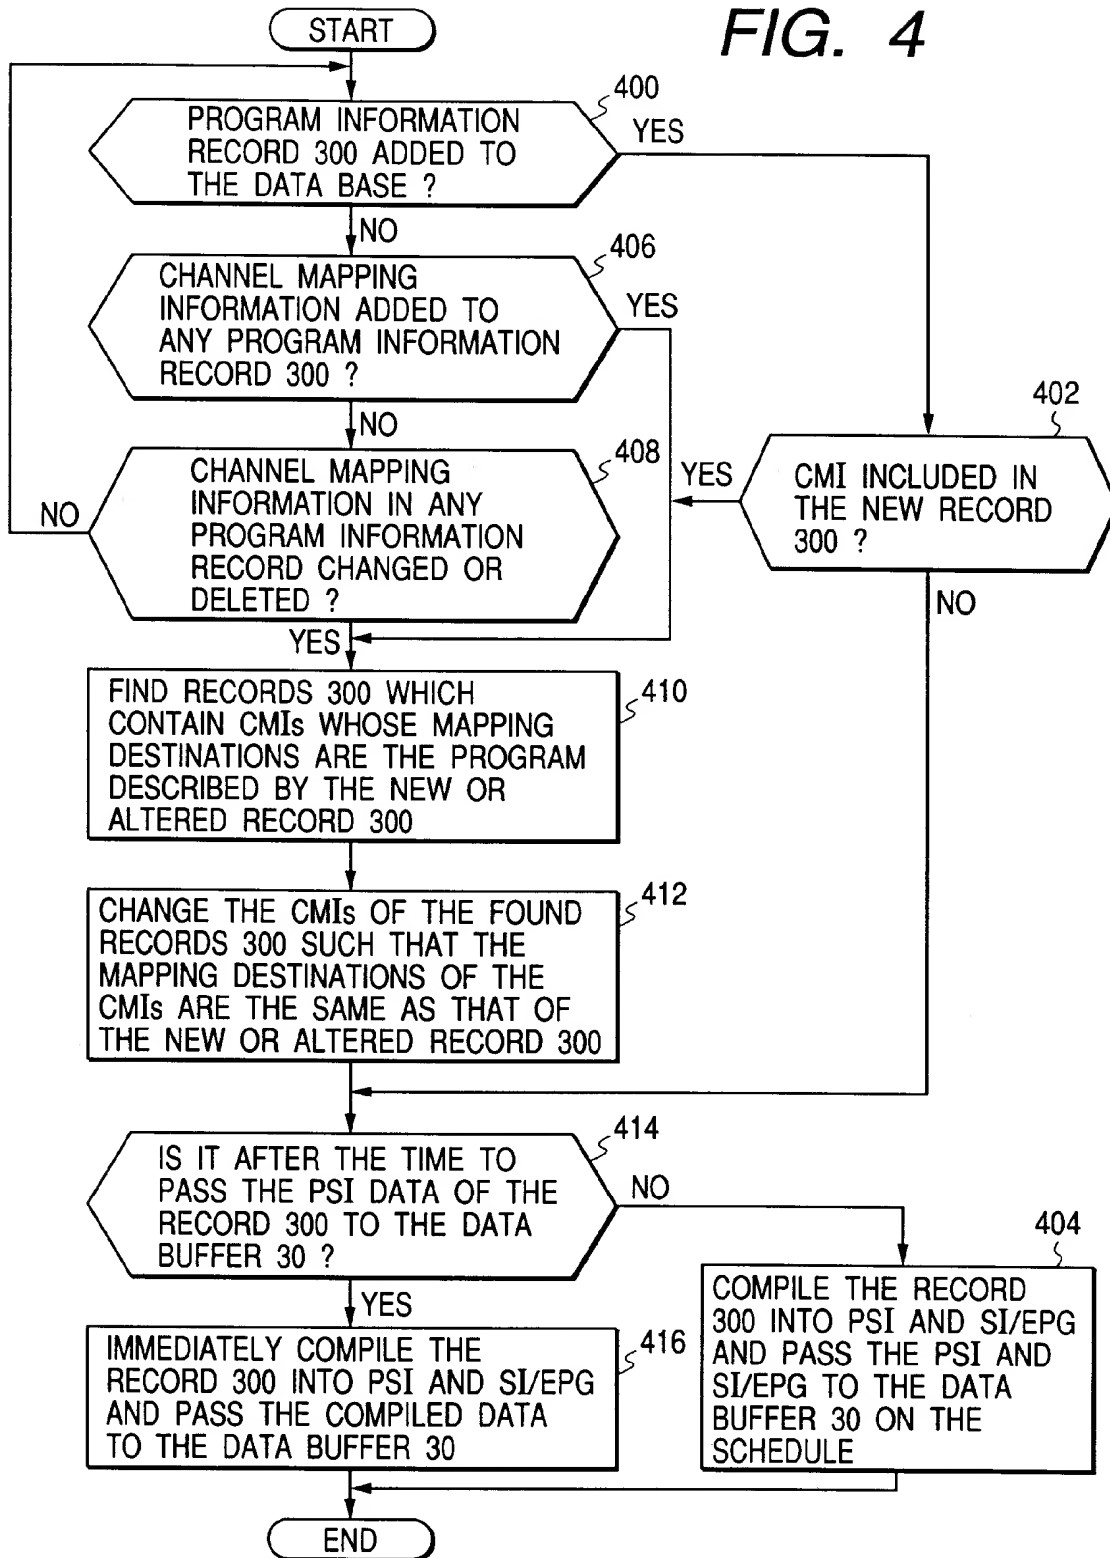 FIG. 4
START
400
PROGRAM INFORMATION
RECORD 300 ADDED TO
THE DATA BASE ?
YES
NO
406
CHANNEL MAPPING
INFORMATION ADDED TO
ANY PROGRAM INFORMATION
RECORD 300 ?
YES
NO
402
CMI INCLUDED IN
THE NEW RECORD
300 ?
YES
NO
408
CHANNEL MAPPING
INFORMATION IN ANY
PROGRAM INFORMATION
RECORD CHANGED OR
DELETED ?
NO
YES
410
FIND RECORDS 300 WHICH
CONTAIN CMIs WHOSE MAPPING
DESTINATIONS ARE THE PROGRAM
DESCRIBED BY THE NEW OR
ALTERED RECORD 300
412
CHANGE THE CMIs OF THE FOUND
RECORDS 300 SUCH THAT THE
MAPPING DESTINATIONS OF THE
CMIs ARE THE SAME AS THAT OF
THE NEW OR ALTERED RECORD 300
414
IS IT AFTER THE TIME TO
PASS THE PSI DATA OF THE
RECORD 300 TO THE DATA
BUFFER 30 ?
NO
YES
404
COMPILE THE RECORD
300 INTO PSI AND SI/EPG
AND PASS THE PSI AND
SI/EPG TO THE DATA
BUFFER 30 ON THE
SCHEDULE
416
IMMEDIATELY COMPILE THE
RECORD 300 INTO PSI AND SI/EPG
AND PASS THE COMPILED DATA
TO THE DATA BUFFER 30
END